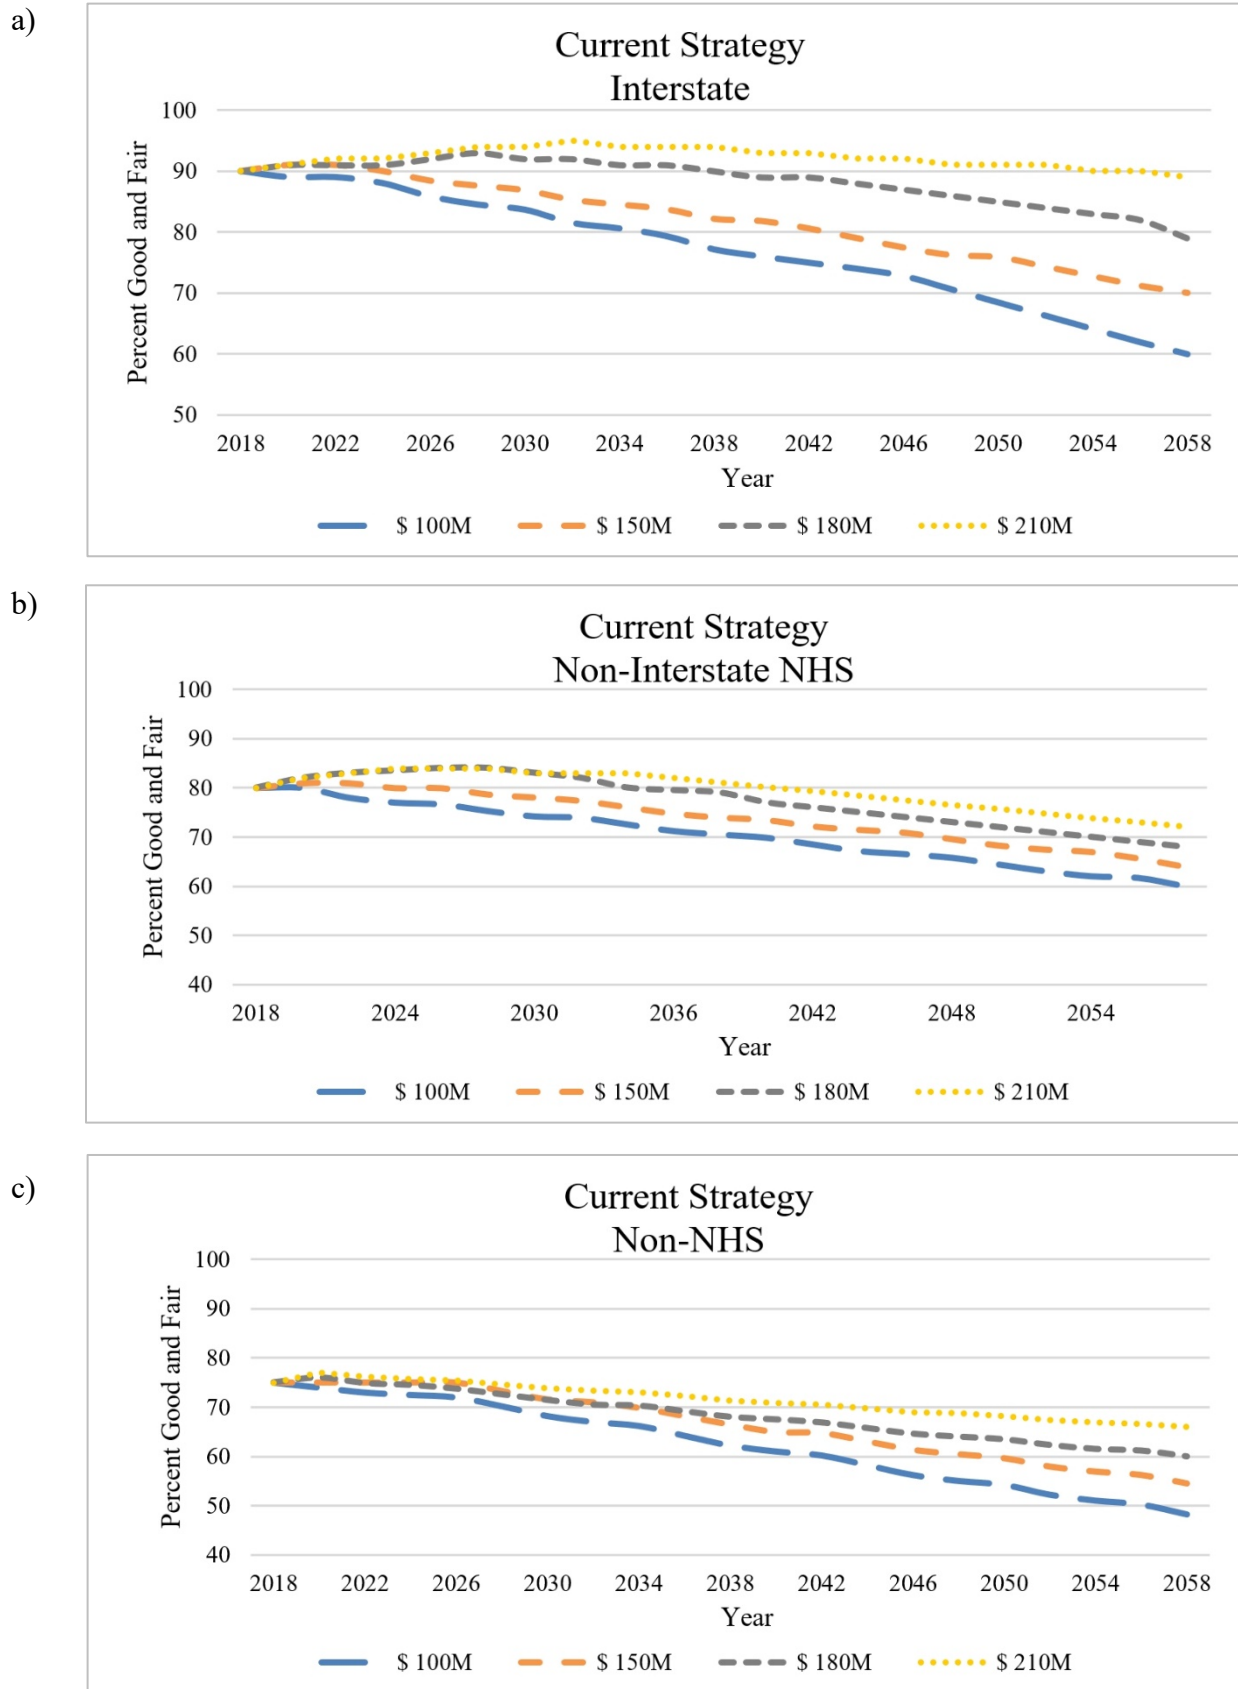 a)
Current Strategy
Interstate
Percent Good and Fair
100
90
80
70
60
50
2018 2022 2026 2030 2034 2038 2042 2046 2050 2054 2058
Year
$ 100M $ 150M $ 180M $ 210M
b)
Current Strategy
Non-Interstate NHS
Percent Good and Fair
100
90
80
70
60
50
40
2018 2024 2030 2036 2042 2048 2054
Year
$ 100M $ 150M $ 180M $ 210M
c)
Current Strategy
Non-NHS
Percent Good and Fair
100
90
80
70
60
50
40
2018 2022 2026 2030 2034 2038 2042 2046 2050 2054 2058
Year
$ 100M $ 150M $ 180M $ 210M